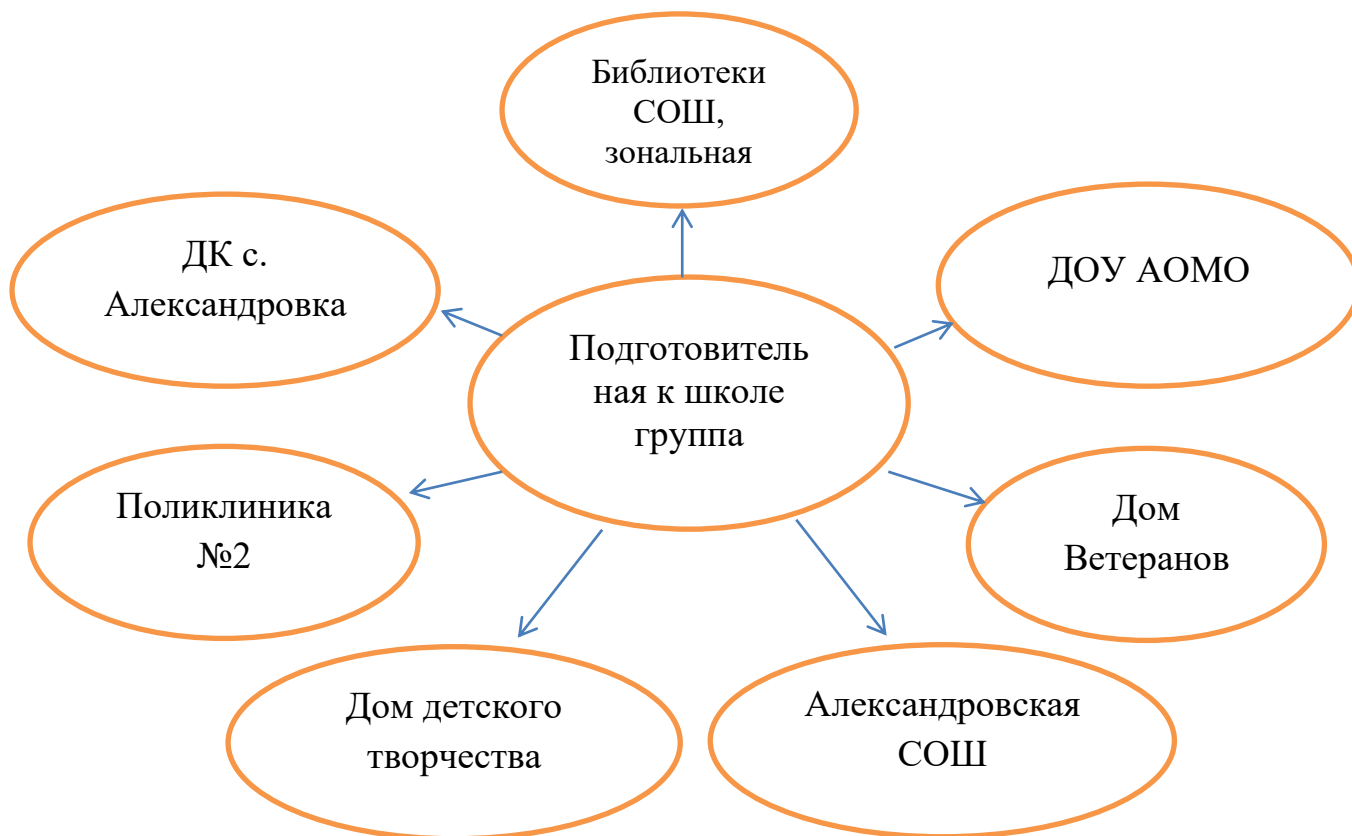 Библиотеки
СОШ,
зональная
ДК с.
Александровка
ДОУ АОМО
Подготовитель
ная к школе
группа
Поликлиника
№2
Дом
Ветеранов
Дом детского
творчества
Александровская
СОШ